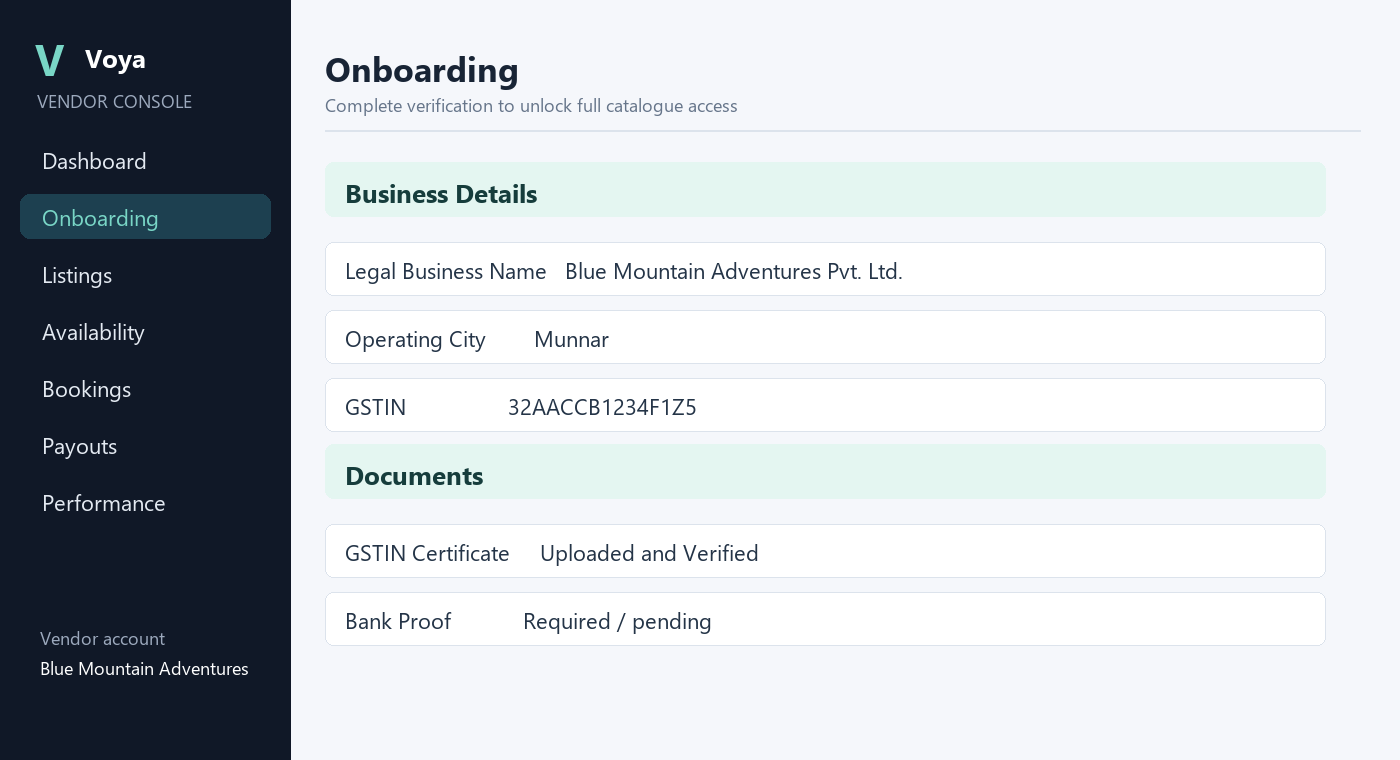 V Voya
VENDOR CONSOLE
Dashboard
Onboarding
Listings
Availability
Bookings
Payouts
Performance
Vendor account
Blue Mountain Adventures
Onboarding
Complete verification to unlock full catalogue access
Business Details
Legal Business Name Blue Mountain Adventures Pvt. Ltd.
Operating City Munnar
GSTIN 32AACCB1234F1Z5
Documents
GSTIN Certificate Uploaded and Verified
Bank Proof Required / pending